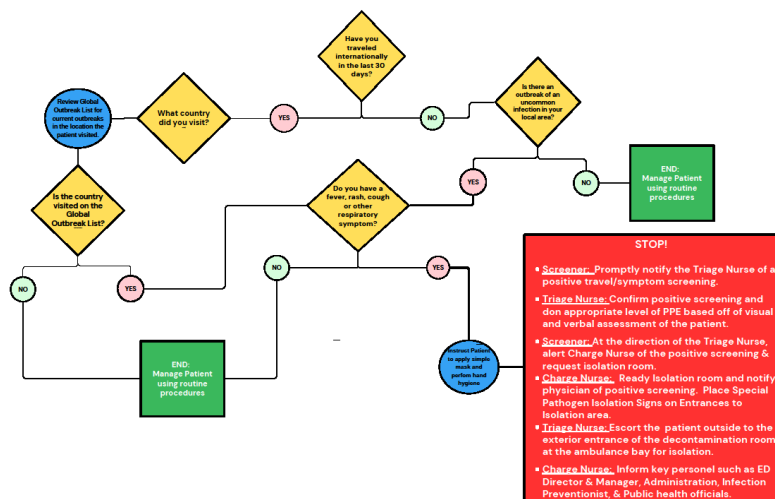 Have you
traveled
internationally
in the last 30
days?
Review Global
Outbreak List for
current outbreaks
in the location the
patient visited.
What country
did you visit?
YES
NO
Is there an
outbreak of an
uncommon
infection in your
local area?
Is the country
visited on the
Global
Outbreak List?
Do you have a
fever, rash, cough
or other
respiratory
symptom?
YES
NO
END:
Manage Patient
using routine
procedures
NO
YES
NO
YES
END:
Manage Patient
using routine
procedures
Instruct Patient
to apply simple
mask and
perform hand
hygiene
STOP!
Screener: Promptly notify the Triage Nurse of a
positive travel/symptom screening.
Triage Nurse: Confirm positive screening and
don appropriate level of PPE based off of visual
and verbal assessment of the patient.
Screener: At the direction of the Triage Nurse,
alert Charge Nurse of the positive screening &
request isolation room.
Charge Nurse: Ready Isolation room and notify
physician of positive screening. Place Special
Pathogen Isolation Signs on Entrances to
Isolation area.
Triage Nurse: Escort the patient outside to the
exterior entrance of the decontamination room
at the ambulance bay for isolation.
Charge Nurse: Inform key personel such as ED
Director & Manager, Administration, Infection
Preventionist, & Public health officials.